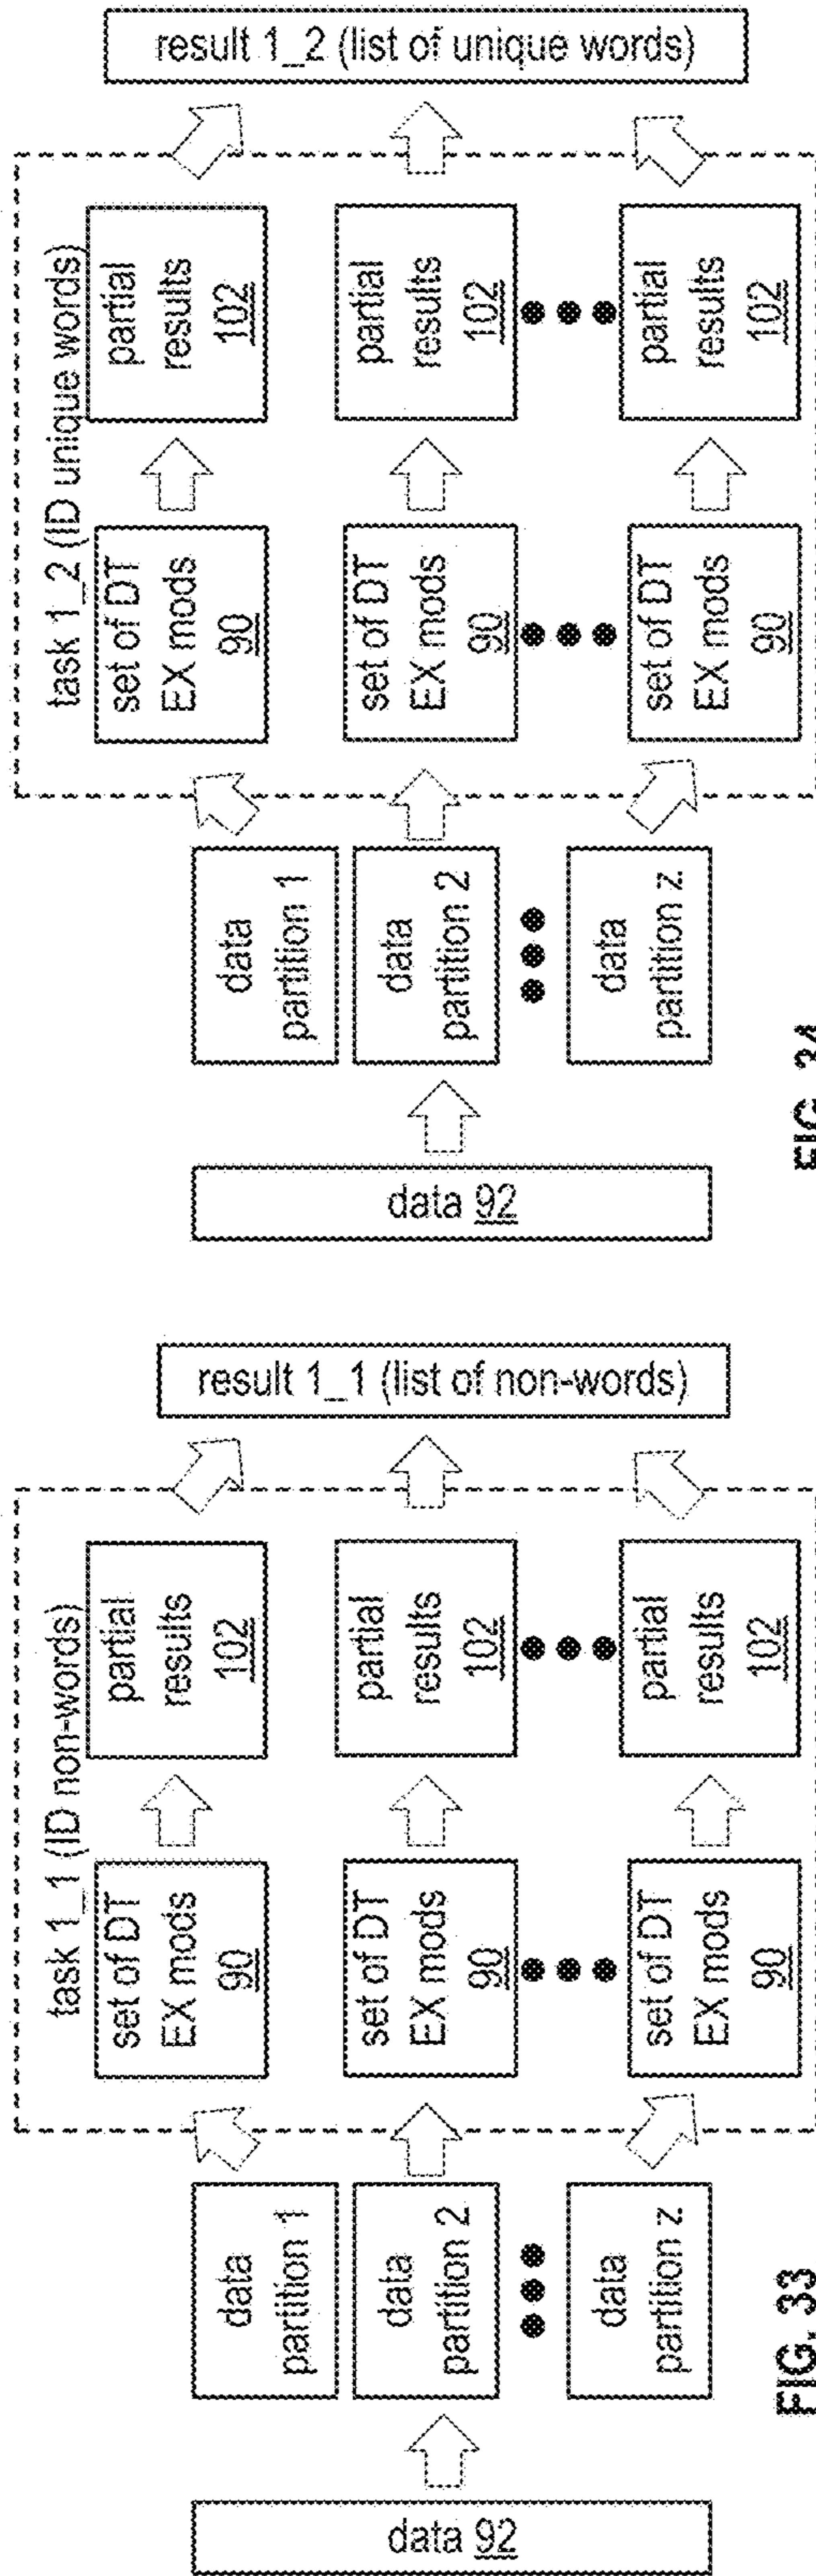 data 92
data
partition 1
data
partition 2
data
partition z
task 1_1 (ID non-words)
set of DT
EX mods
90
set of DT
EX mods
90
set of DT
EX mods
90
partial
results
102
partial
results
102
partial
results
102
result 1_1 (list of non-words)
FIG. 33
data 92
data
partition 1
data
partition 2
data
partition z
task 1_2 (ID unique words)
set of DT
EX mods
90
set of DT
EX mods
90
set of DT
EX mods
90
partial
results
102
partial
results
102
partial
results
102
result 1_2 (list of unique words)
FIG. 34